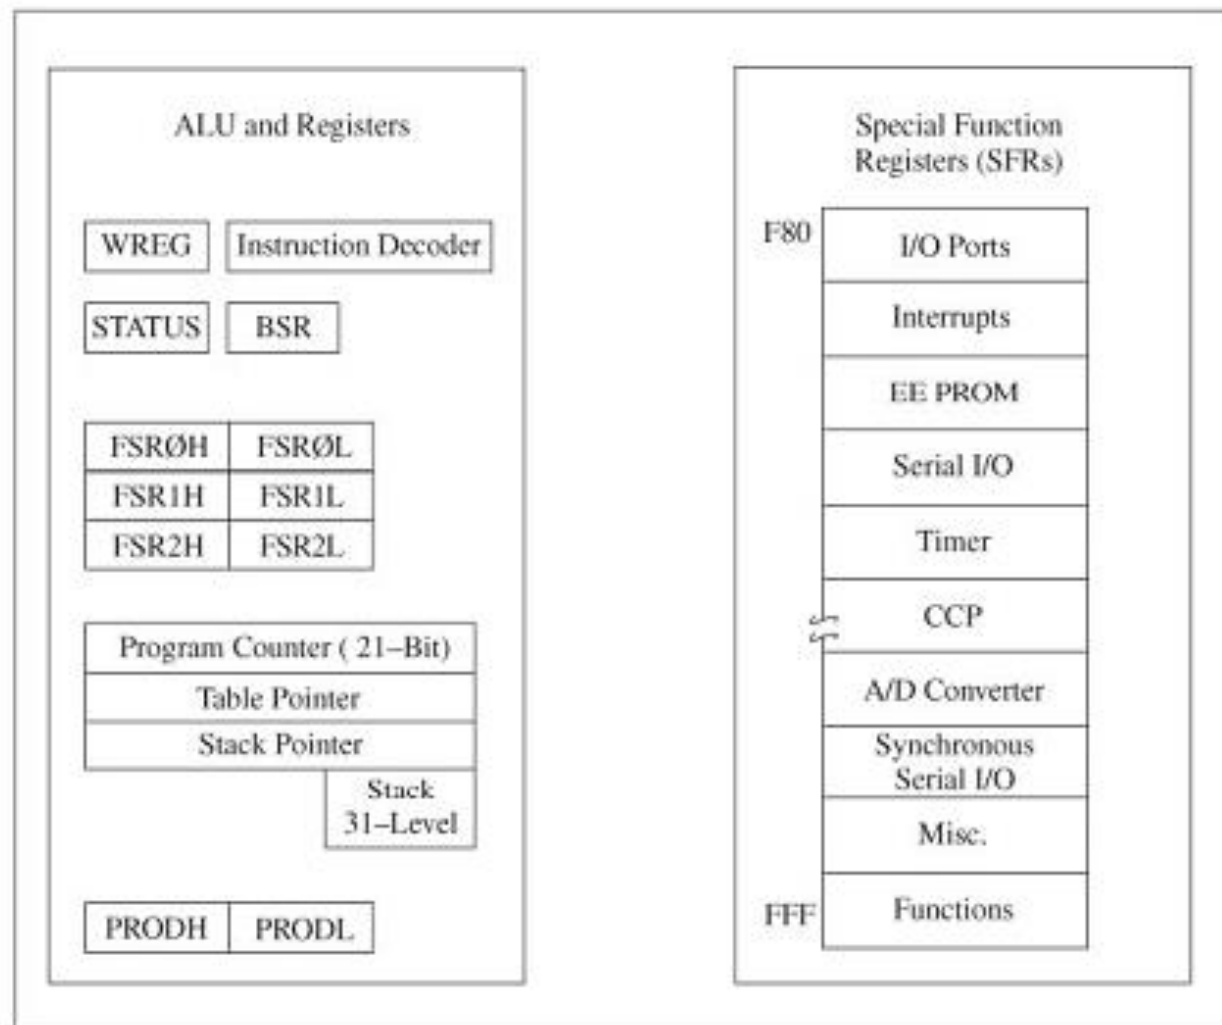 ALU and Registers
WREG
Instruction Decoder
STATUS
BSR
FSRØH
FSRØL
FSR1H
FSR1L
FSR2H
FSR2L
Program Counter ( 21–Bit)
Table Pointer
Stack Pointer
Stack
31–Level
PRODH
PRODL
Special Function
Registers (SFRs)
F80
I/O Ports
Interrupts
EE PROM
Serial I/O
Timer
CCP
A/D Converter
Synchronous
Serial I/O
Misc.
FFF
Functions